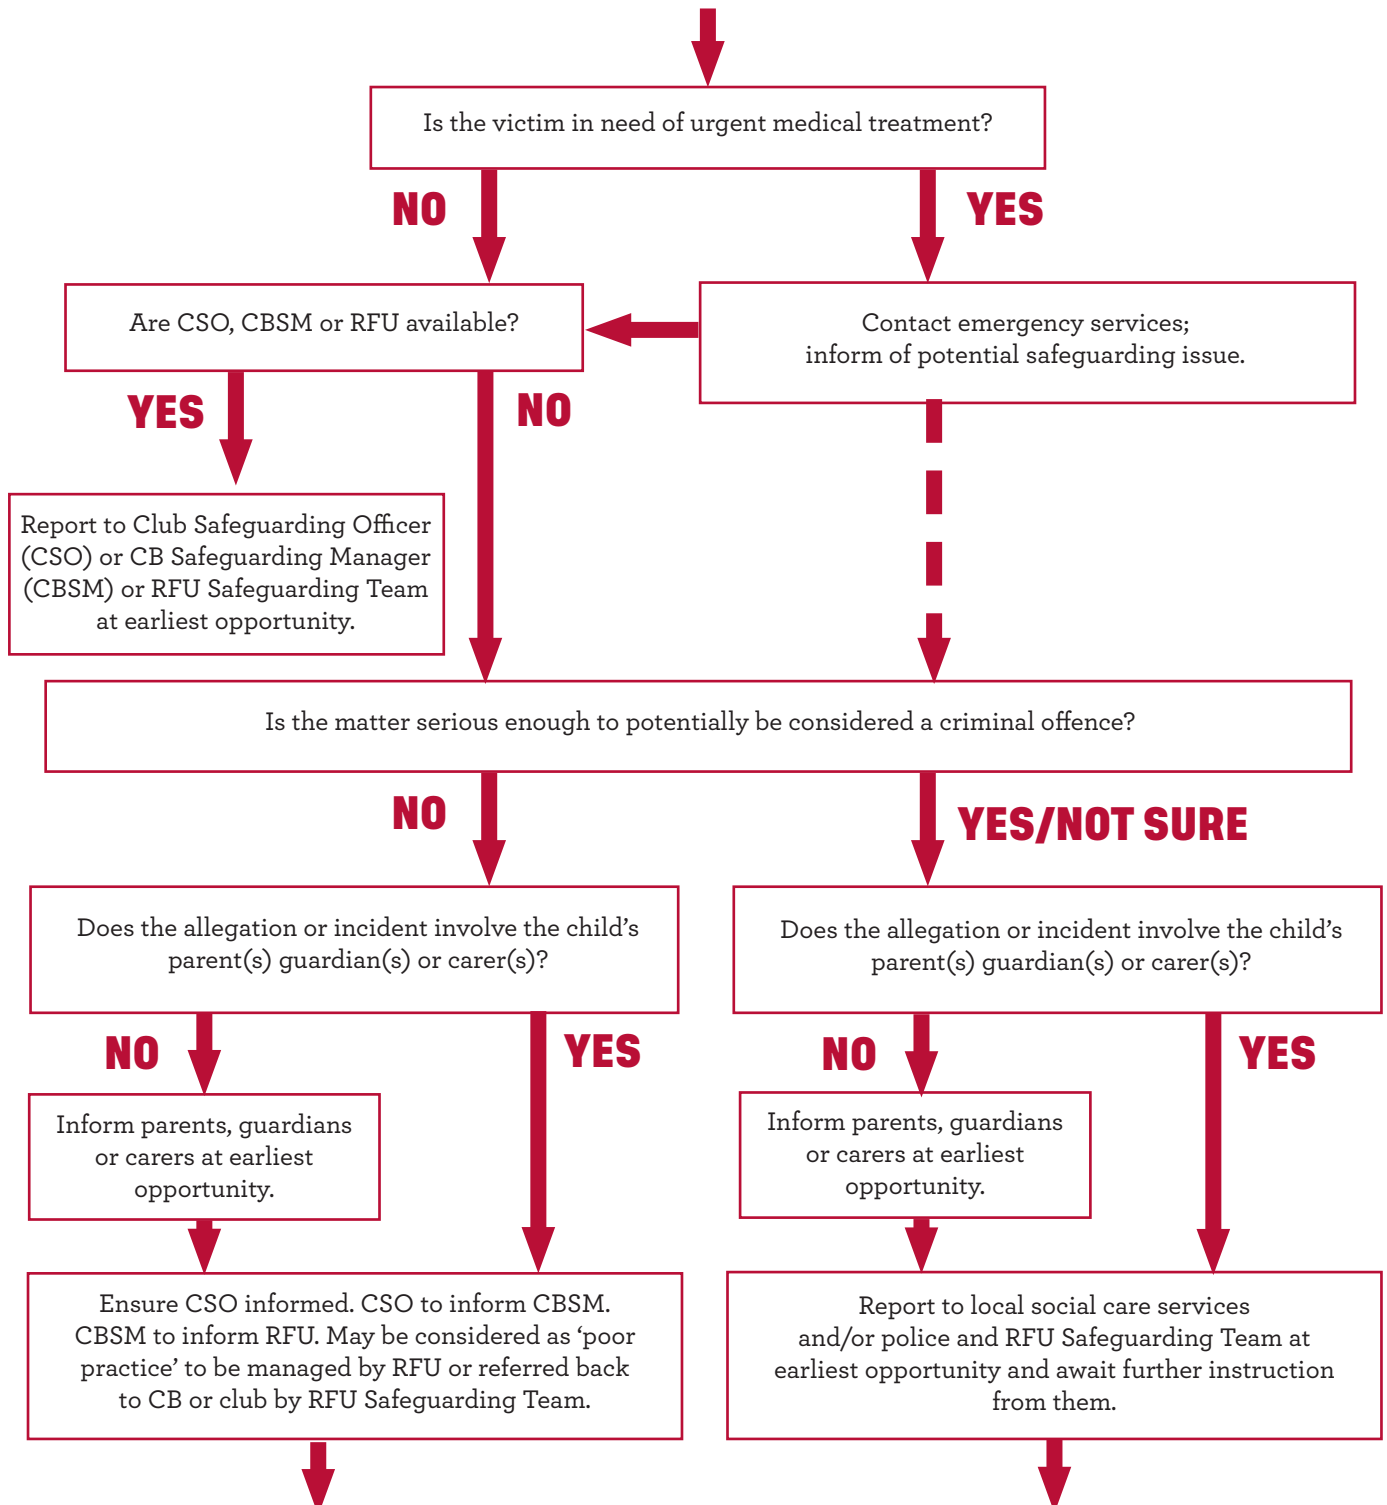 Is the victim in need of urgent medical treatment?
NO
YES
Are CSO, CBSM or RFU available?
Contact emergency services;
inform of potential safeguarding issue.
YES
NO
Report to Club Safeguarding Officer
(CSO) or CB Safeguarding Manager
(CBSM) or RFU Safeguarding Team
at earliest opportunity.
Is the matter serious enough to potentially be considered a criminal offence?
NO
YES/NOT SURE
Does the allegation or incident involve the child’s
parent(s) guardian(s) or carer(s)?
Does the allegation or incident involve the child’s
parent(s) guardian(s) or carer(s)?
NO
YES
NO
YES
Inform parents, guardians
or carers at earliest
opportunity.
Inform parents, guardians
or carers at earliest
opportunity.
Ensure CSO informed. CSO to inform CBSM.
CBSM to inform RFU. May be considered as ‘poor
practice’ to be managed by RFU or referred back
to CB or club by RFU Safeguarding Team.
Report to local social care services
and/or police and RFU Safeguarding Team at
earliest opportunity and await further instruction
from them.